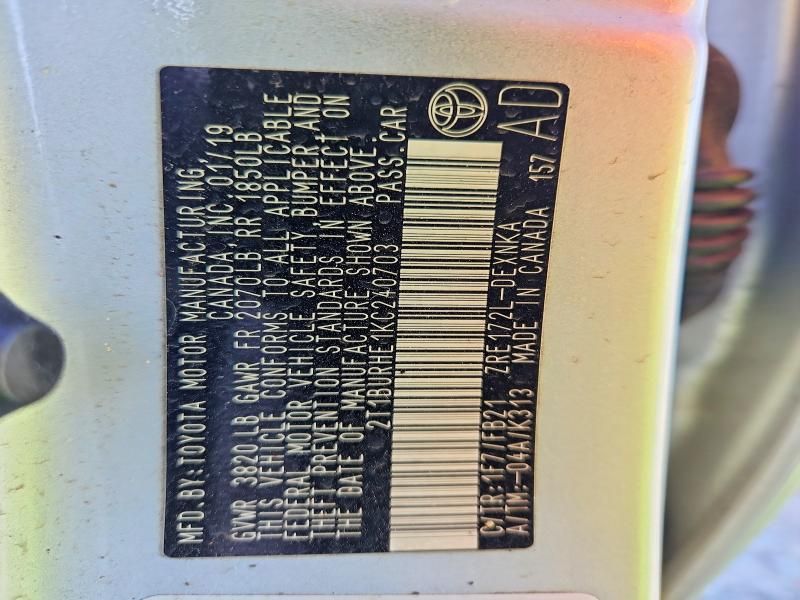 MFD. BY: TOYOTA MOTOR MANUFACTURING
CANADA, INC. 01/19
GVWR 3820LB GAWR FR 2070LB RR 1850LB
THIS VEHICLE CONFORMS TO ALL APPLICABLE
FEDERAL MOTOR VEHICLE SAFETY, BUMPER, AND
THEFT PREVENTION STANDARDS IN EFFECT ON
THE DATE OF MANUFACTURE SHOWN ABOVE.
2T1BURHE1KC240703 PASS. CAR
C/TR: 1F7/FB21 ZRE172L-DEXNKA
A/TM: -04A/K313 MADE IN CANADA 157 AD